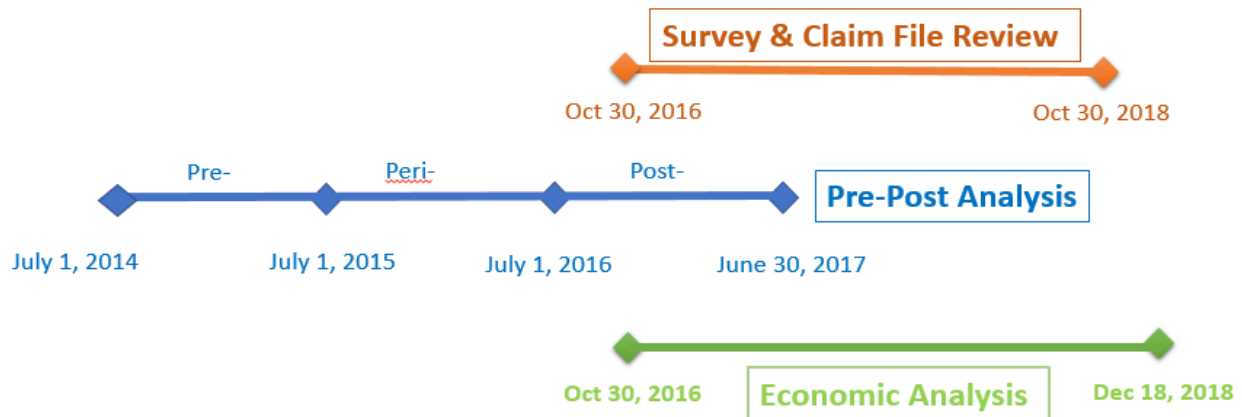 Survey & Claim File Review
Oct 30, 2016
Oct 30, 2018
Pre-
Peri-
Post-
Pre-Post Analysis
July 1, 2014
July 1, 2015
July 1, 2016
June 30, 2017
Oct 30, 2016
Economic Analysis
Dec 18, 2018